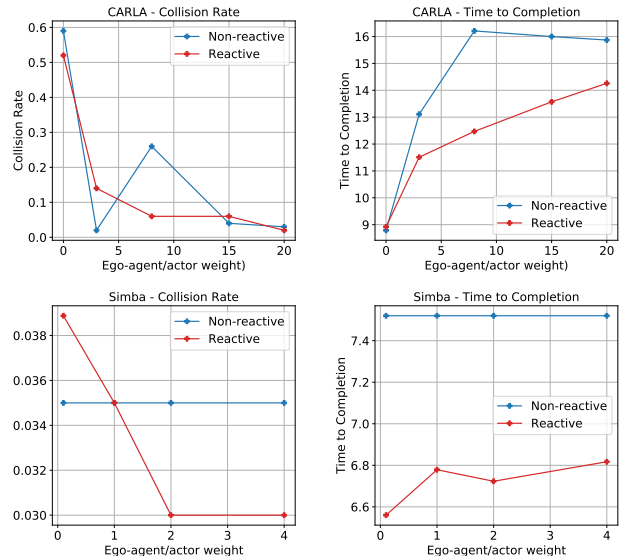 CARLA - Collision Rate
0.6
0.5
0.4
0.3
0.2
0.1
0.0
Collision Rate
Non-reactive
Reactive
0 5 10 15 20
Ego-agent/actor weight)
CARLA - Time to Completion
16
15
14
13
12
11
10
9
Time to Completion
Non-reactive
Reactive
0 5 10 15 20
Ego-agent/actor weight)
Simba - Collision Rate
0.038
0.036
0.034
0.032
0.030
Non-reactive
Reactive
0 1 2 3 4
Ego-agent/actor weight
Simba - Time to Completion
7.4
7.2
7.0
6.8
6.6
Time to Completion
Non-reactive
Reactive
0 1 2 3 4
Ego-agent/actor weight